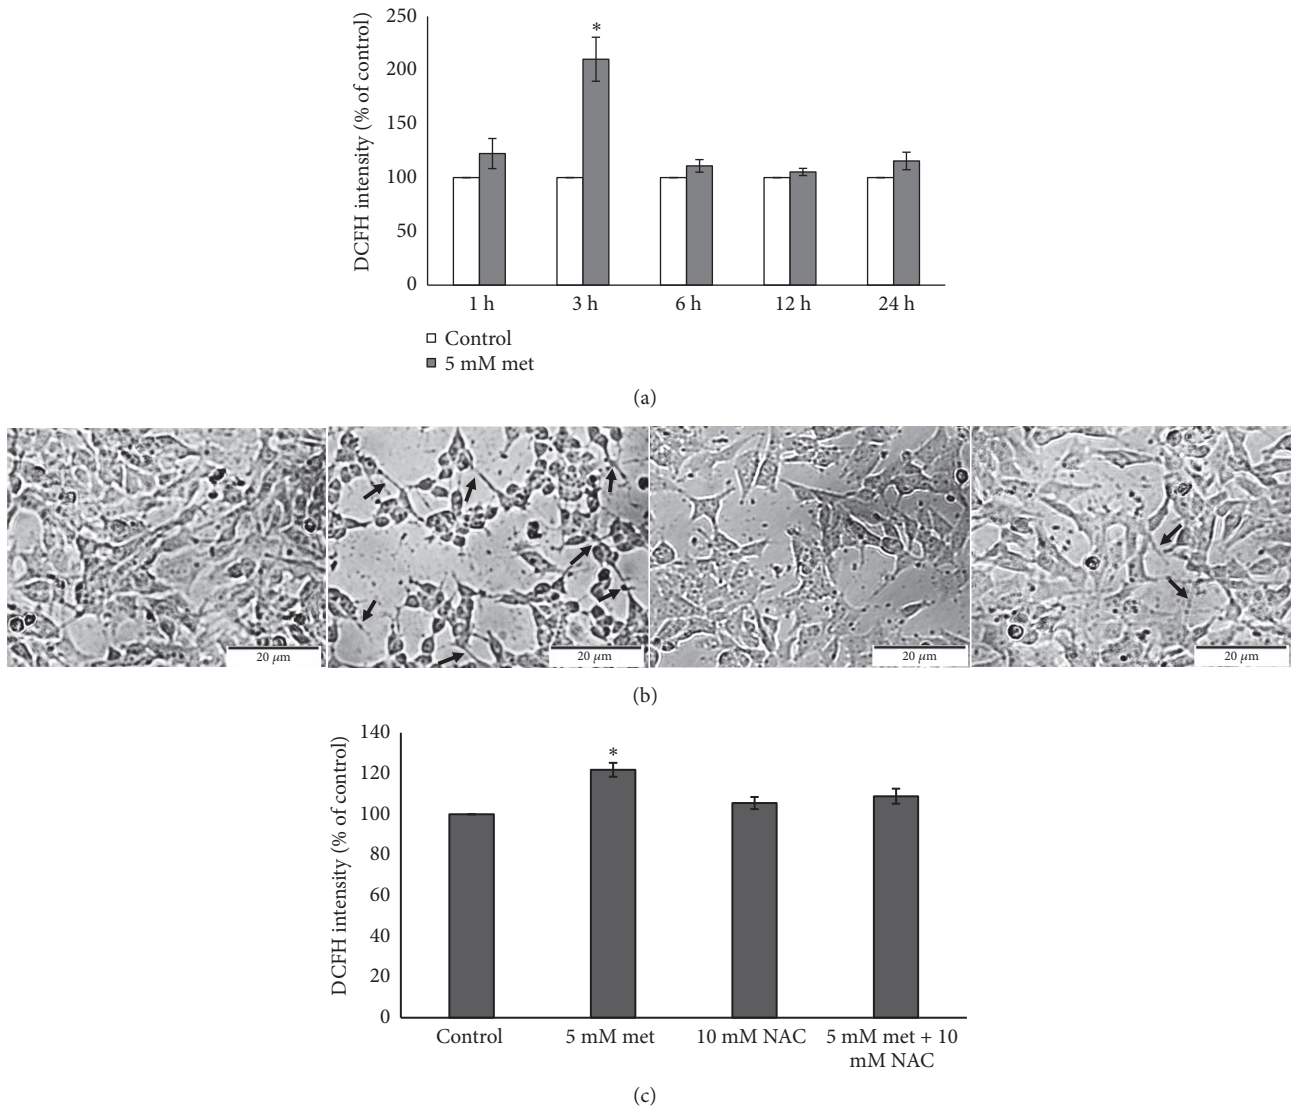 DCFH intensity (% of control)
250
200
150
100
50
0
*
1 h
3 h
6 h
12 h
24 h
Control
5 mM met
(a)
20 µm
20 µm
20 µm
20 µm
(b)
DCFH intensity (% of control)
140
120
100
80
60
40
20
0
*
Control
5 mM met
10 mM NAC
5 mM met + 10
mM NAC
(c)